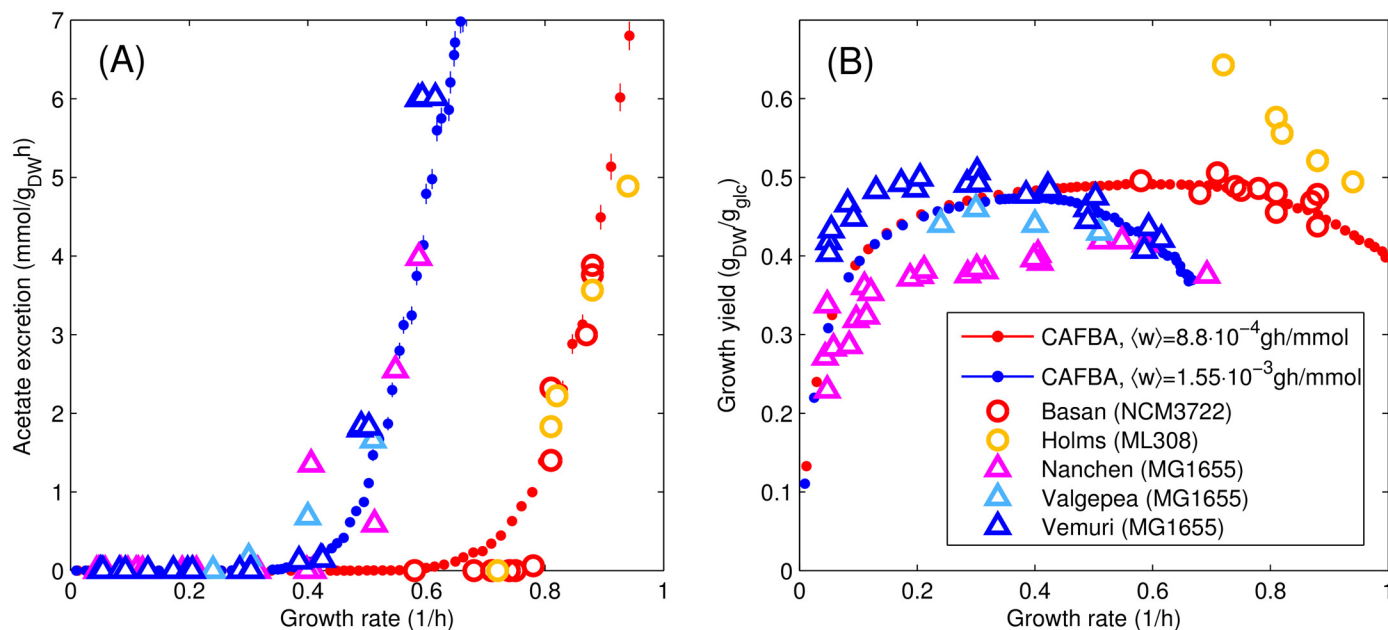 (A)
Acetate excretion (mmol/g_DW h)
7
6
5
4
3
2
1
0
0 0.2 0.4 0.6 0.8 1
Growth rate (1/h)
(B)
Growth yield (g_DW/g_glc)
0.6
0.5
0.4
0.3
0.2
0.1
0
0 0.2 0.4 0.6 0.8 1
Growth rate (1/h)
CAFBA, ⟨w⟩=8.8·10⁻⁴gh/mmol
CAFBA, ⟨w⟩=1.55·10⁻³gh/mmol
Basan (NCM3722)
Holms (ML308)
Nanchen (MG1655)
Valgepea (MG1655)
Vemuri (MG1655)